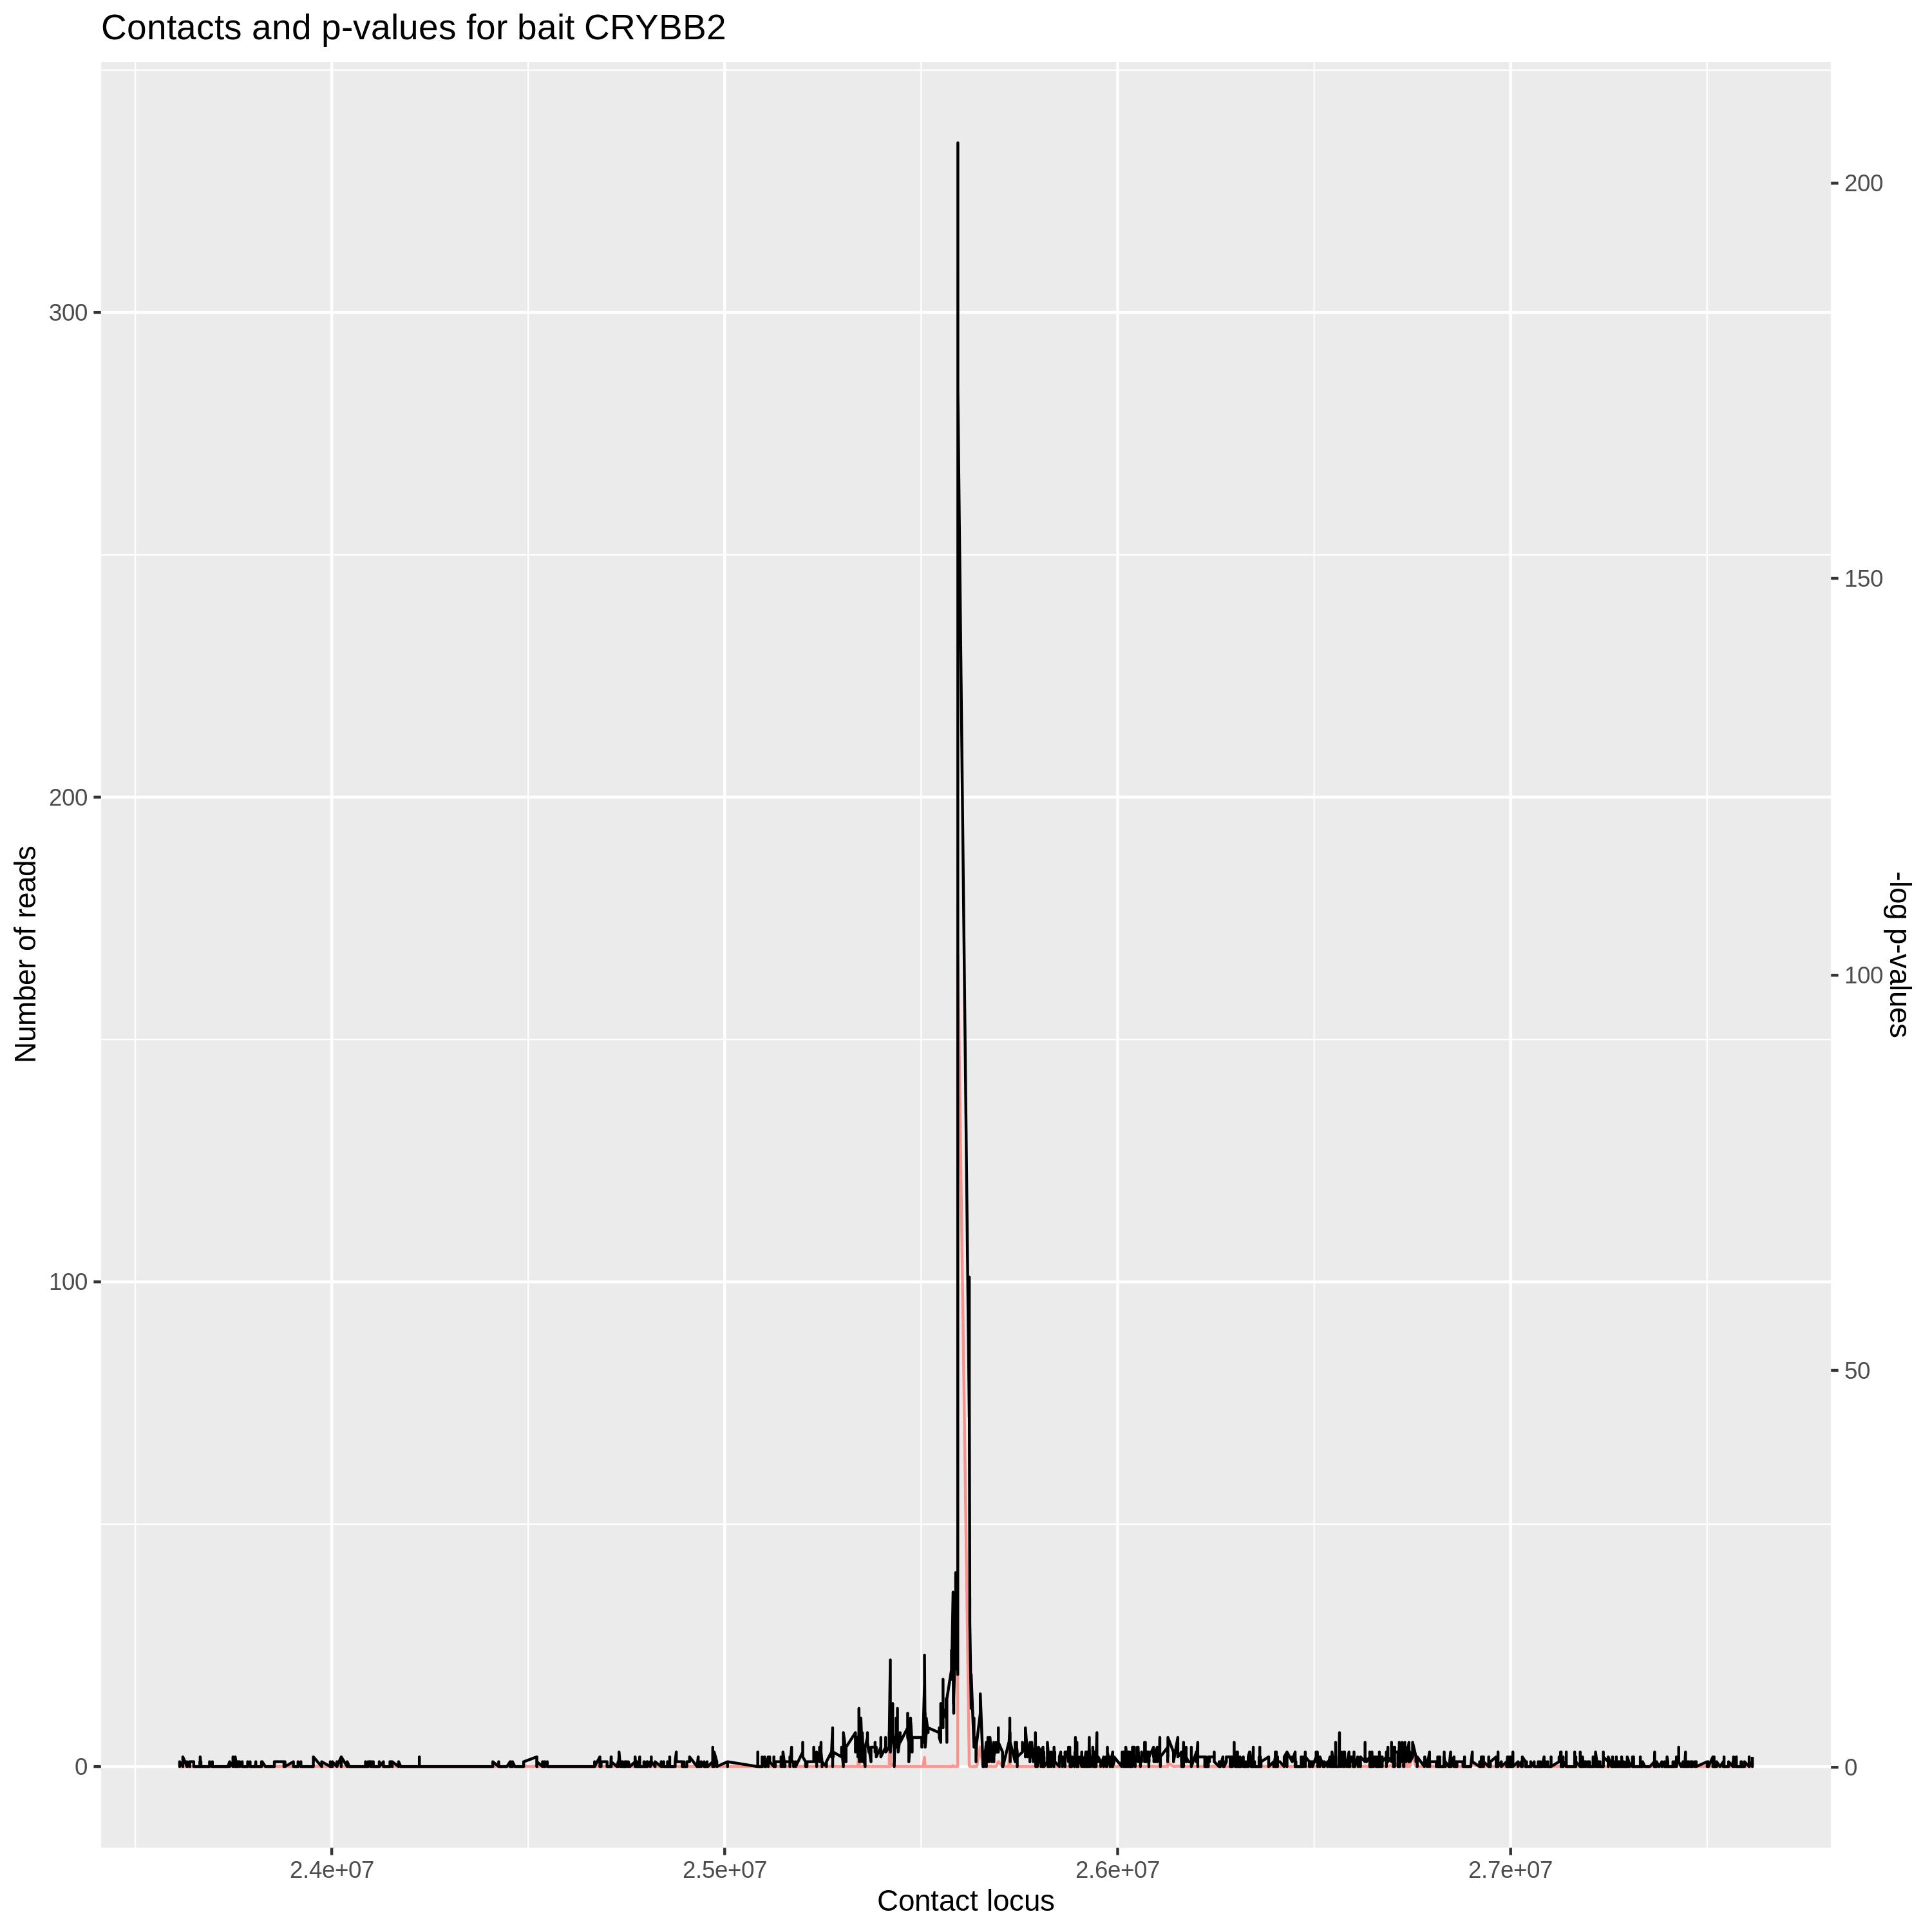 Contacts and p-values for bait CRYBB2
Number of reads
300
200
100
0
200
150
100
50
0
-log p-values
2.4e+07 2.5e+07 2.6e+07 2.7e+07
Contact locus